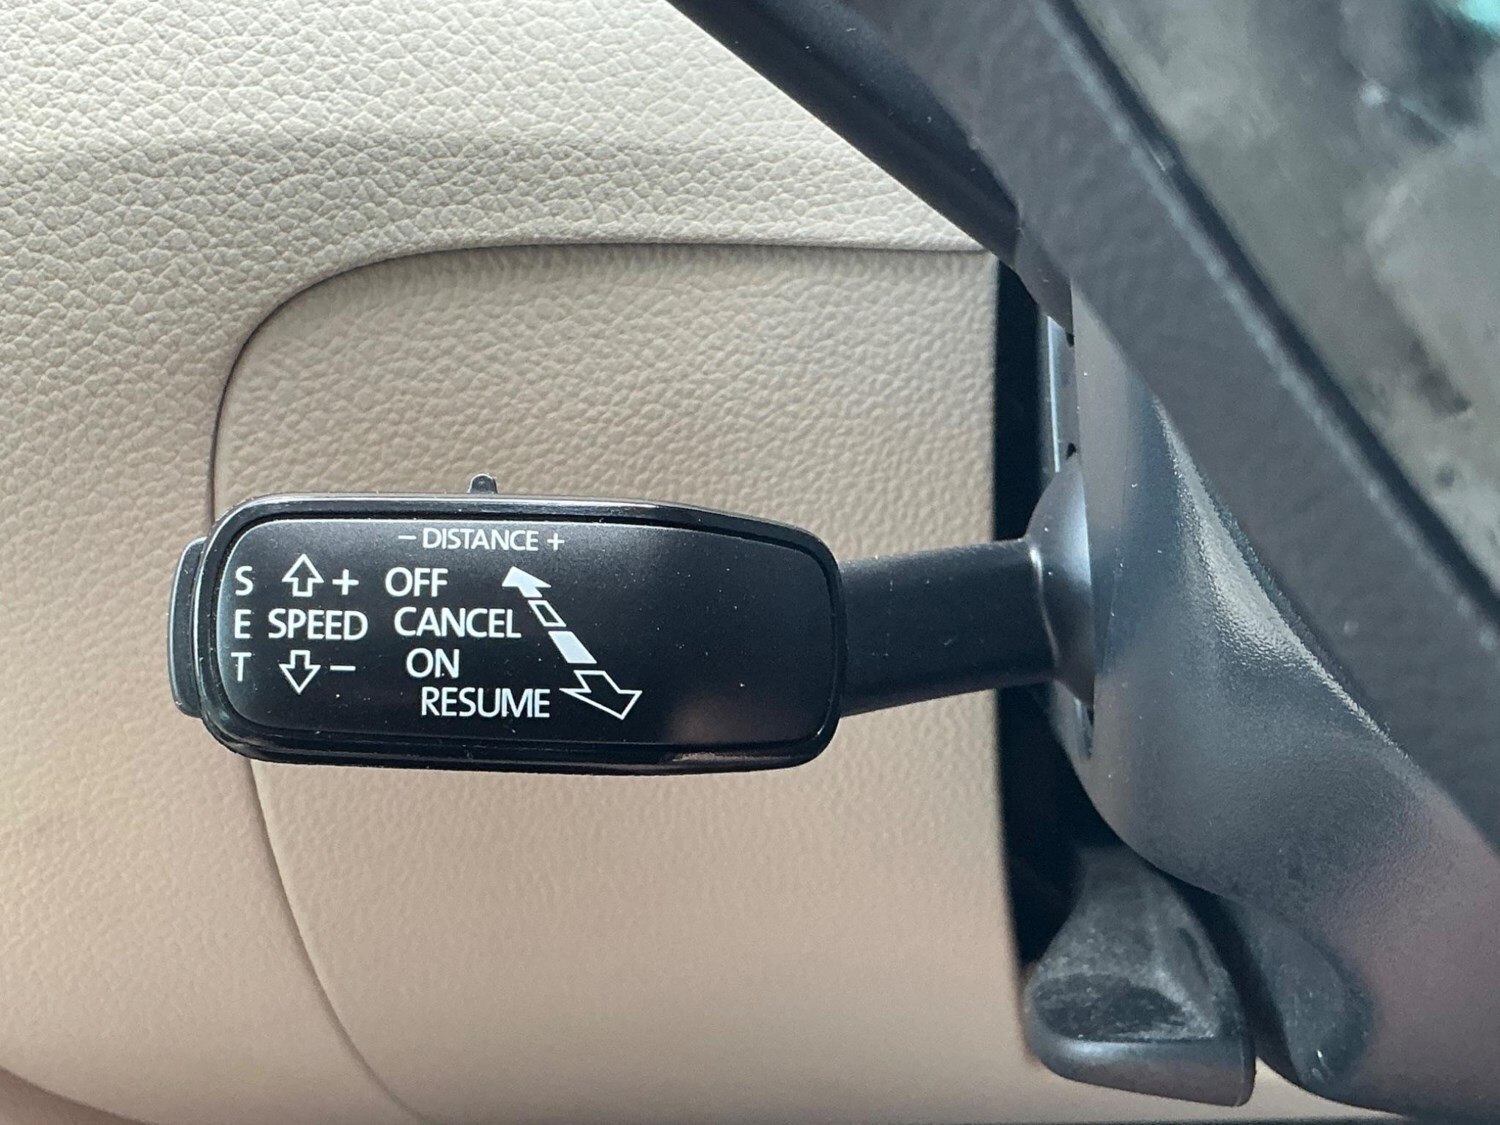 – DISTANCE +
S + OFF
E SPEED CANCEL
T – ON
RESUME